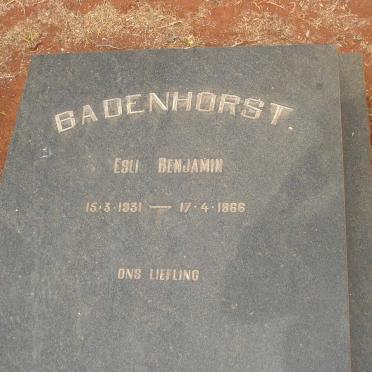 BADENHORST.
ESLI BENJAMIN
15·3·1931 — 17·4·1966
ONS LIEFLING